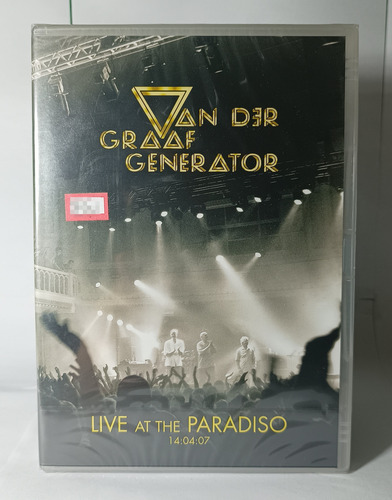 VAN DER
GRAAF
GENERATOR
LIVE AT THE PARADISO
14:04:07